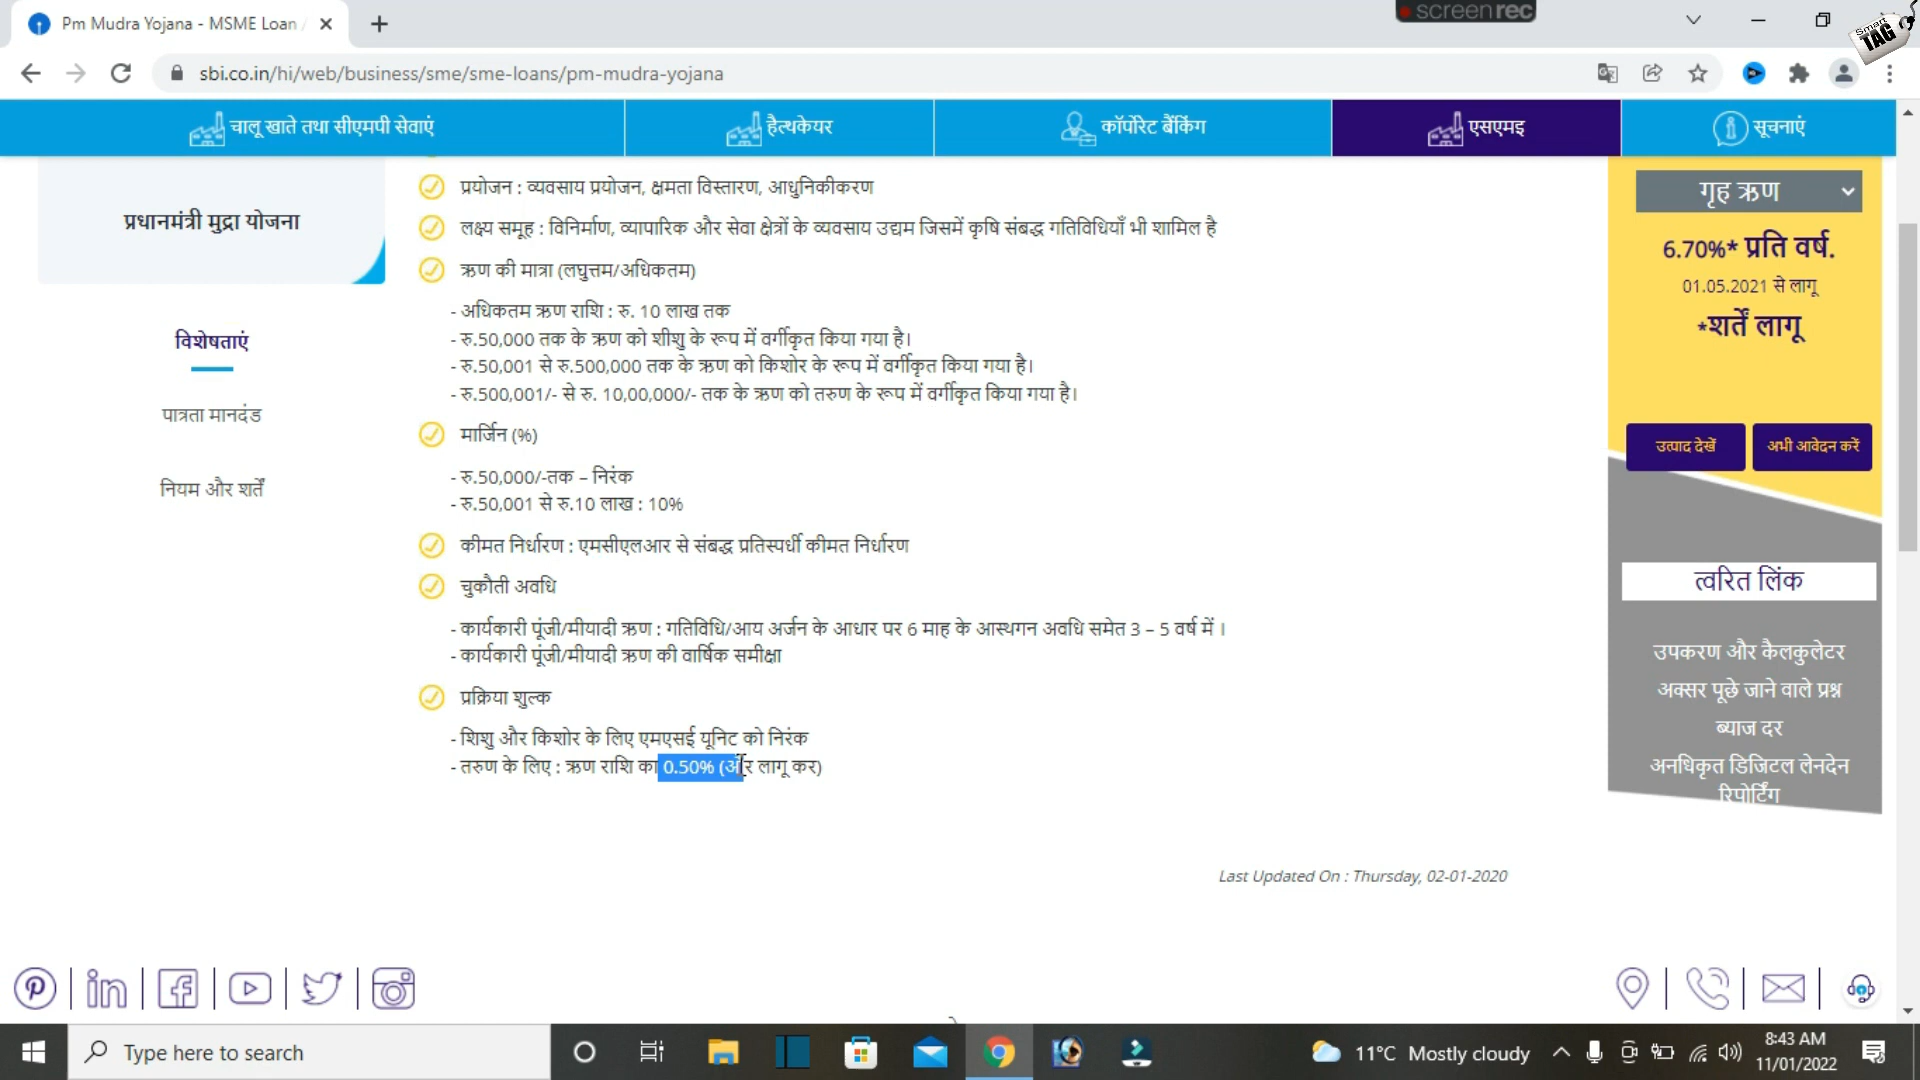 Pm Mudra Yojana - MSME Loan /
screenrec
Smart
TAG
sbi.co.in/hi/web/business/sme/sme-loans/pm-mudra-yojana
चालू खाते तथा सीएमपी सेवाएं
हैल्थकेयर
कॉर्पोरेट बैंकिंग
एसएमइ
सूचनाएं
प्रधानमंत्री मुद्रा योजना
विशेषताएं
पात्रता मानदंड
नियम और शर्तें
प्रयोजन : व्यवसाय प्रयोजन, क्षमता विस्तारण, आधुनिकीकरण
लक्ष्य समूह : विनिर्माण, व्यापारिक और सेवा क्षेत्रों के व्यवसाय उद्यम जिसमें कृषि संबद्ध गतिविधियाँ भी शामिल है
ऋण की मात्रा (लघुत्तम/अधिकतम)
- अधिकतम ऋण राशि : रु. 10 लाख तक
- रु.50,000 तक के ऋण को शीशु के रूप में वर्गीकृत किया गया है।
- रु.50,001 से रु.500,000 तक के ऋण को किशोर के रूप में वर्गीकृत किया गया है।
- रु.500,001/- से रु. 10,00,000/- तक के ऋण को तरुण के रूप में वर्गीकृत किया गया है।
मार्जिन (%)
- रु.50,000/-तक – निरंक
- रु.50,001 से रु.10 लाख : 10%
कीमत निर्धारण : एमसीएलआर से संबद्ध प्रतिस्पर्धी कीमत निर्धारण
चुकौती अवधि
- कार्यकारी पूंजी/मीयादी ऋण : गतिविधि/आय अर्जन के आधार पर 6 माह के आस्थगन अवधि समेत 3 – 5 वर्ष में ।
- कार्यकारी पूंजी/मीयादी ऋण की वार्षिक समीक्षा
प्रक्रिया शुल्क
- शिशु और किशोर के लिए एमएसई यूनिट को निरंक
- तरुण के लिए : ऋण राशि का 0.50% (और लागू कर)
गृह ऋण
6.70%* प्रति वर्ष.
01.05.2021 से लागू
*शर्तें लागू
उत्पाद देखें
अभी आवेदन करें
त्वरित लिंक
उपकरण और कैलकुलेटर
अक्सर पूछे जाने वाले प्रश्न
ब्याज दर
अनधिकृत डिजिटल लेनदेन
रिपोर्टिंग
Last Updated On : Thursday, 02-01-2020
Type here to search
11°C Mostly cloudy
8:43 AM
11/01/2022